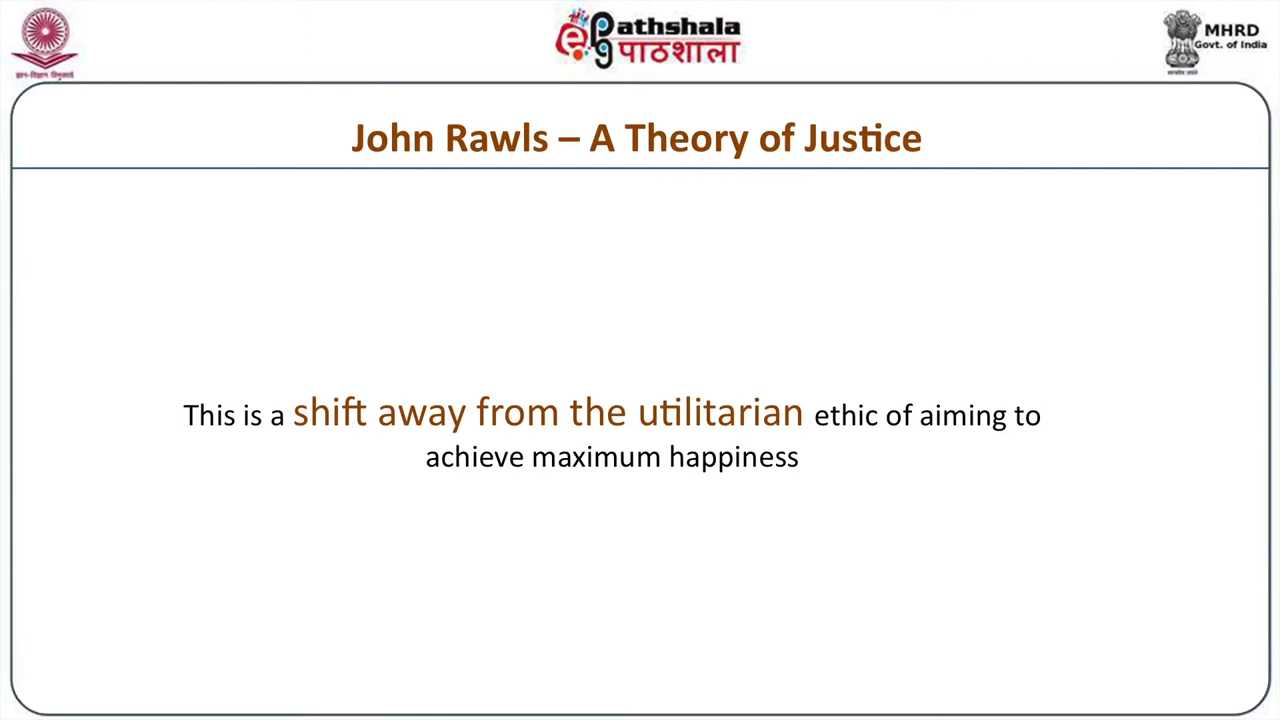 ePathshala
पाठशाला
MHRD
Govt. of India
John Rawls – A Theory of Justice
This is a shift away from the utilitarian ethic of aiming to
achieve maximum happiness